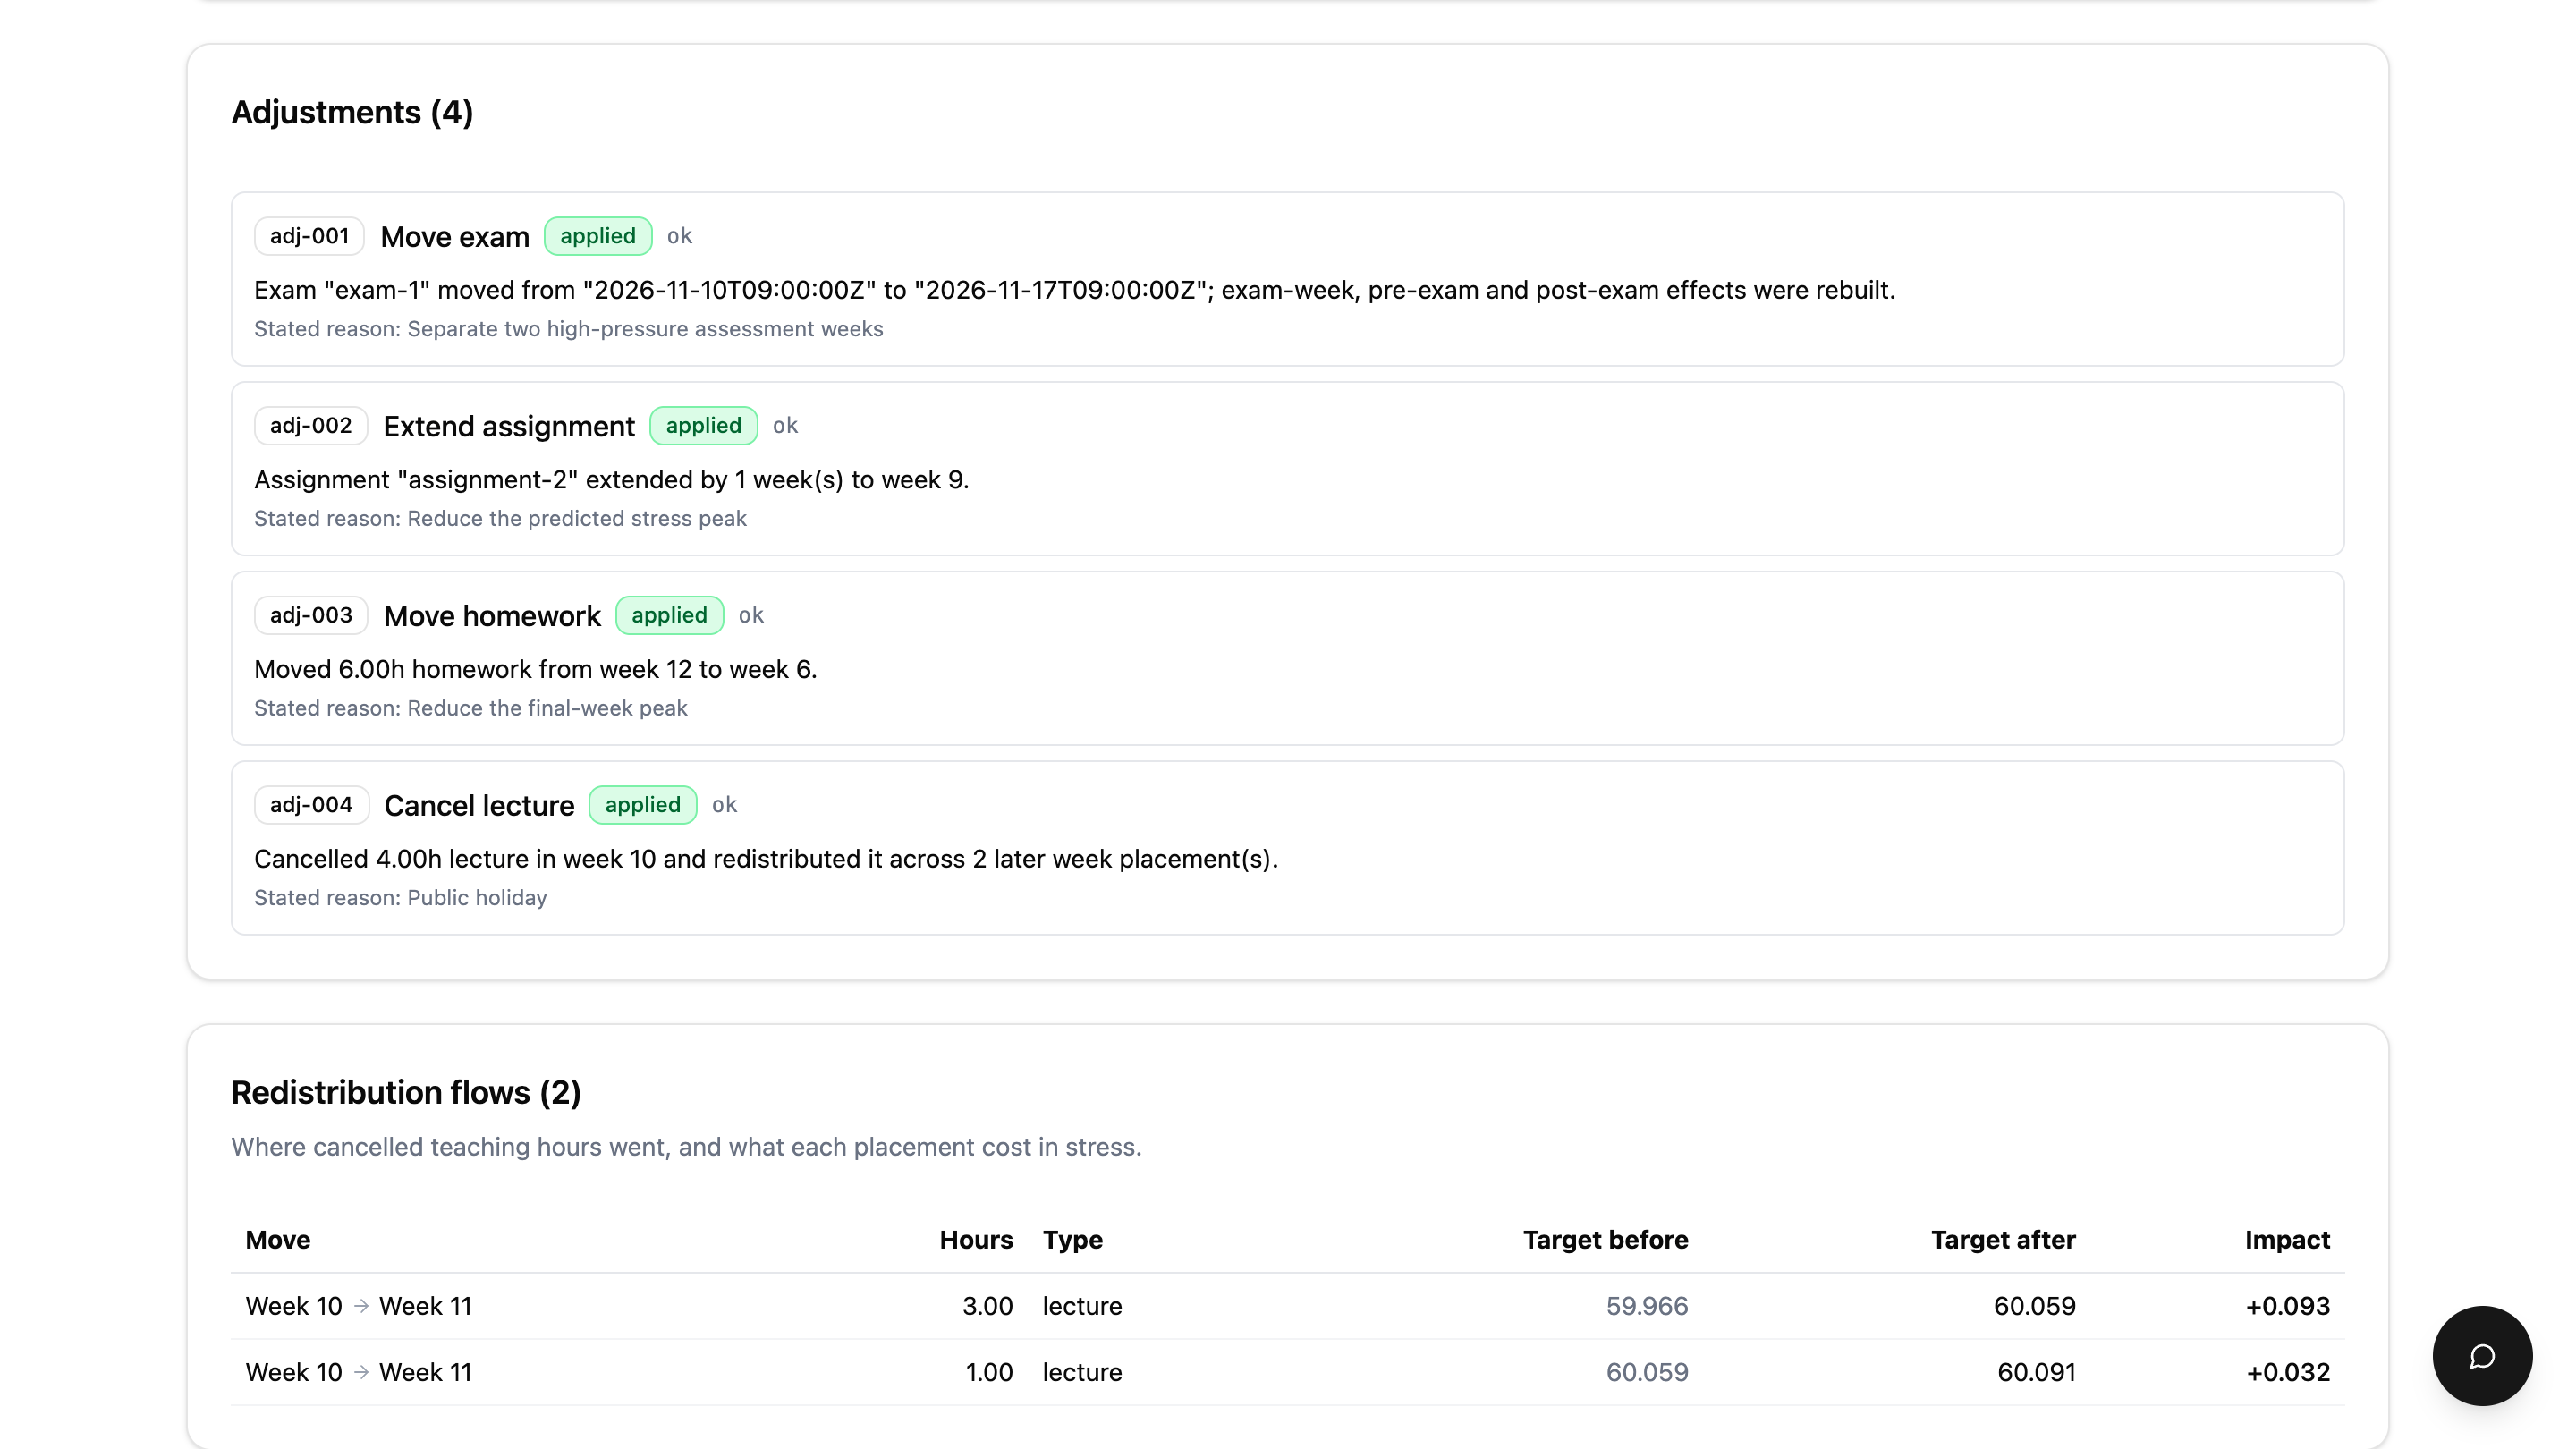 Adjustments (4)
adj-001 Move exam applied ok
Exam "exam-1" moved from "2026-11-10T09:00:00Z" to "2026-11-17T09:00:00Z"; exam-week, pre-exam and post-exam effects were rebuilt.
Stated reason: Separate two high-pressure assessment weeks
adj-002 Extend assignment applied ok
Assignment "assignment-2" extended by 1 week(s) to week 9.
Stated reason: Reduce the predicted stress peak
adj-003 Move homework applied ok
Moved 6.00h homework from week 12 to week 6.
Stated reason: Reduce the final-week peak
adj-004 Cancel lecture applied ok
Cancelled 4.00h lecture in week 10 and redistributed it across 2 later week placement(s).
Stated reason: Public holiday
Redistribution flows (2)
Where cancelled teaching hours went, and what each placement cost in stress.
Move Hours Type Target before Target after Impact
Week 10 → Week 11 3.00 lecture 59.966 60.059 +0.093
Week 10 → Week 11 1.00 lecture 60.059 60.091 +0.032